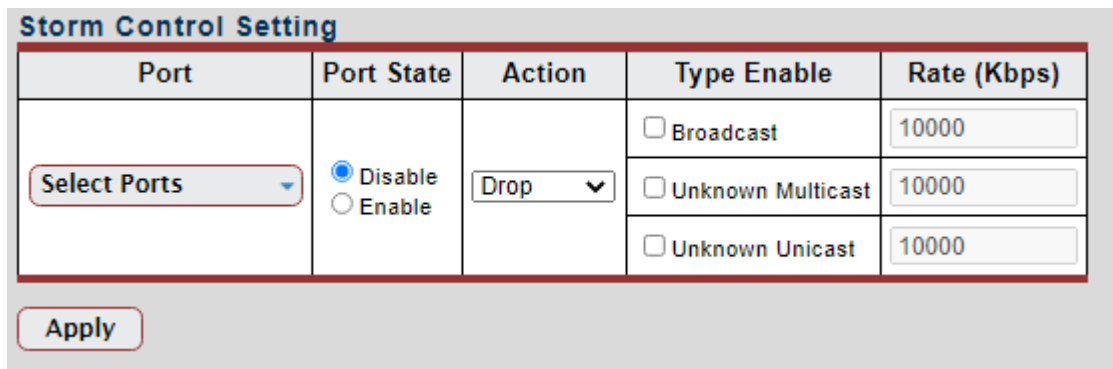 Storm Control Setting
Port Port State Action Type Enable Rate (Kbps)
Broadcast 10000
Select Ports Disable Enable Drop Unknown Multicast 10000
Unknown Unicast 10000
Apply